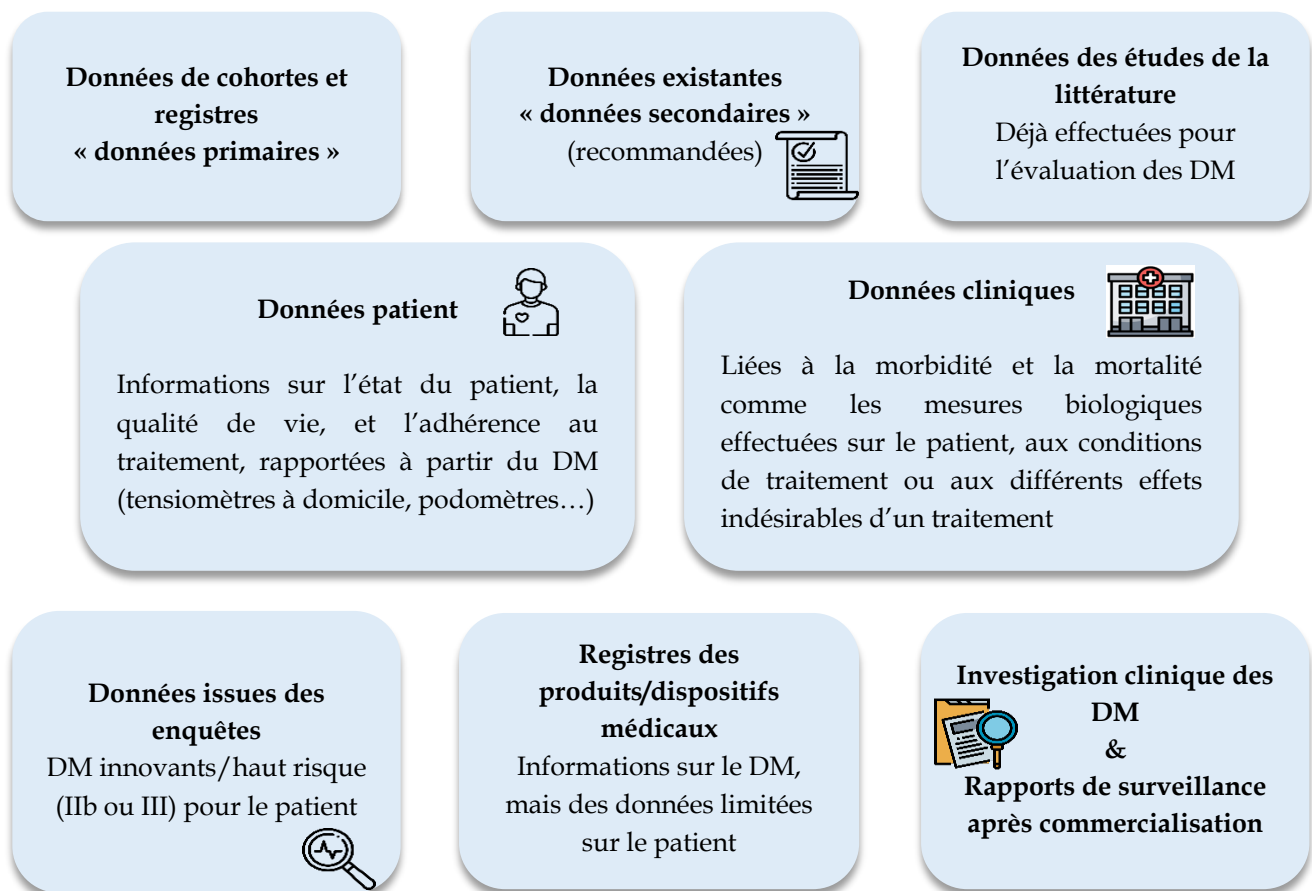 Données de cohortes et
registres
« données primaires »
Données existantes
« données secondaires »
(recommandées)
Données des études de la
littérature
Déjà effectuées pour
l’évaluation des DM
Données patient
Informations sur l’état du patient, la
qualité de vie, et l’adhérence au
traitement, rapportées à partir du DM
(tensiomètres à domicile, podomètres…)
Données cliniques
Liées à la morbidité et la mortalité
comme les mesures biologiques
effectuées sur le patient, aux conditions
de traitement ou aux différents effets
indésirables d’un traitement
Données issues des
enquêtes
DM innovants/haut risque
(IIb ou III) pour le patient
Registres des
produits/dispositifs
médicaux
Informations sur le DM,
mais des données limitées
sur le patient
Investigation clinique des
DM
&
Rapports de surveillance
après commercialisation